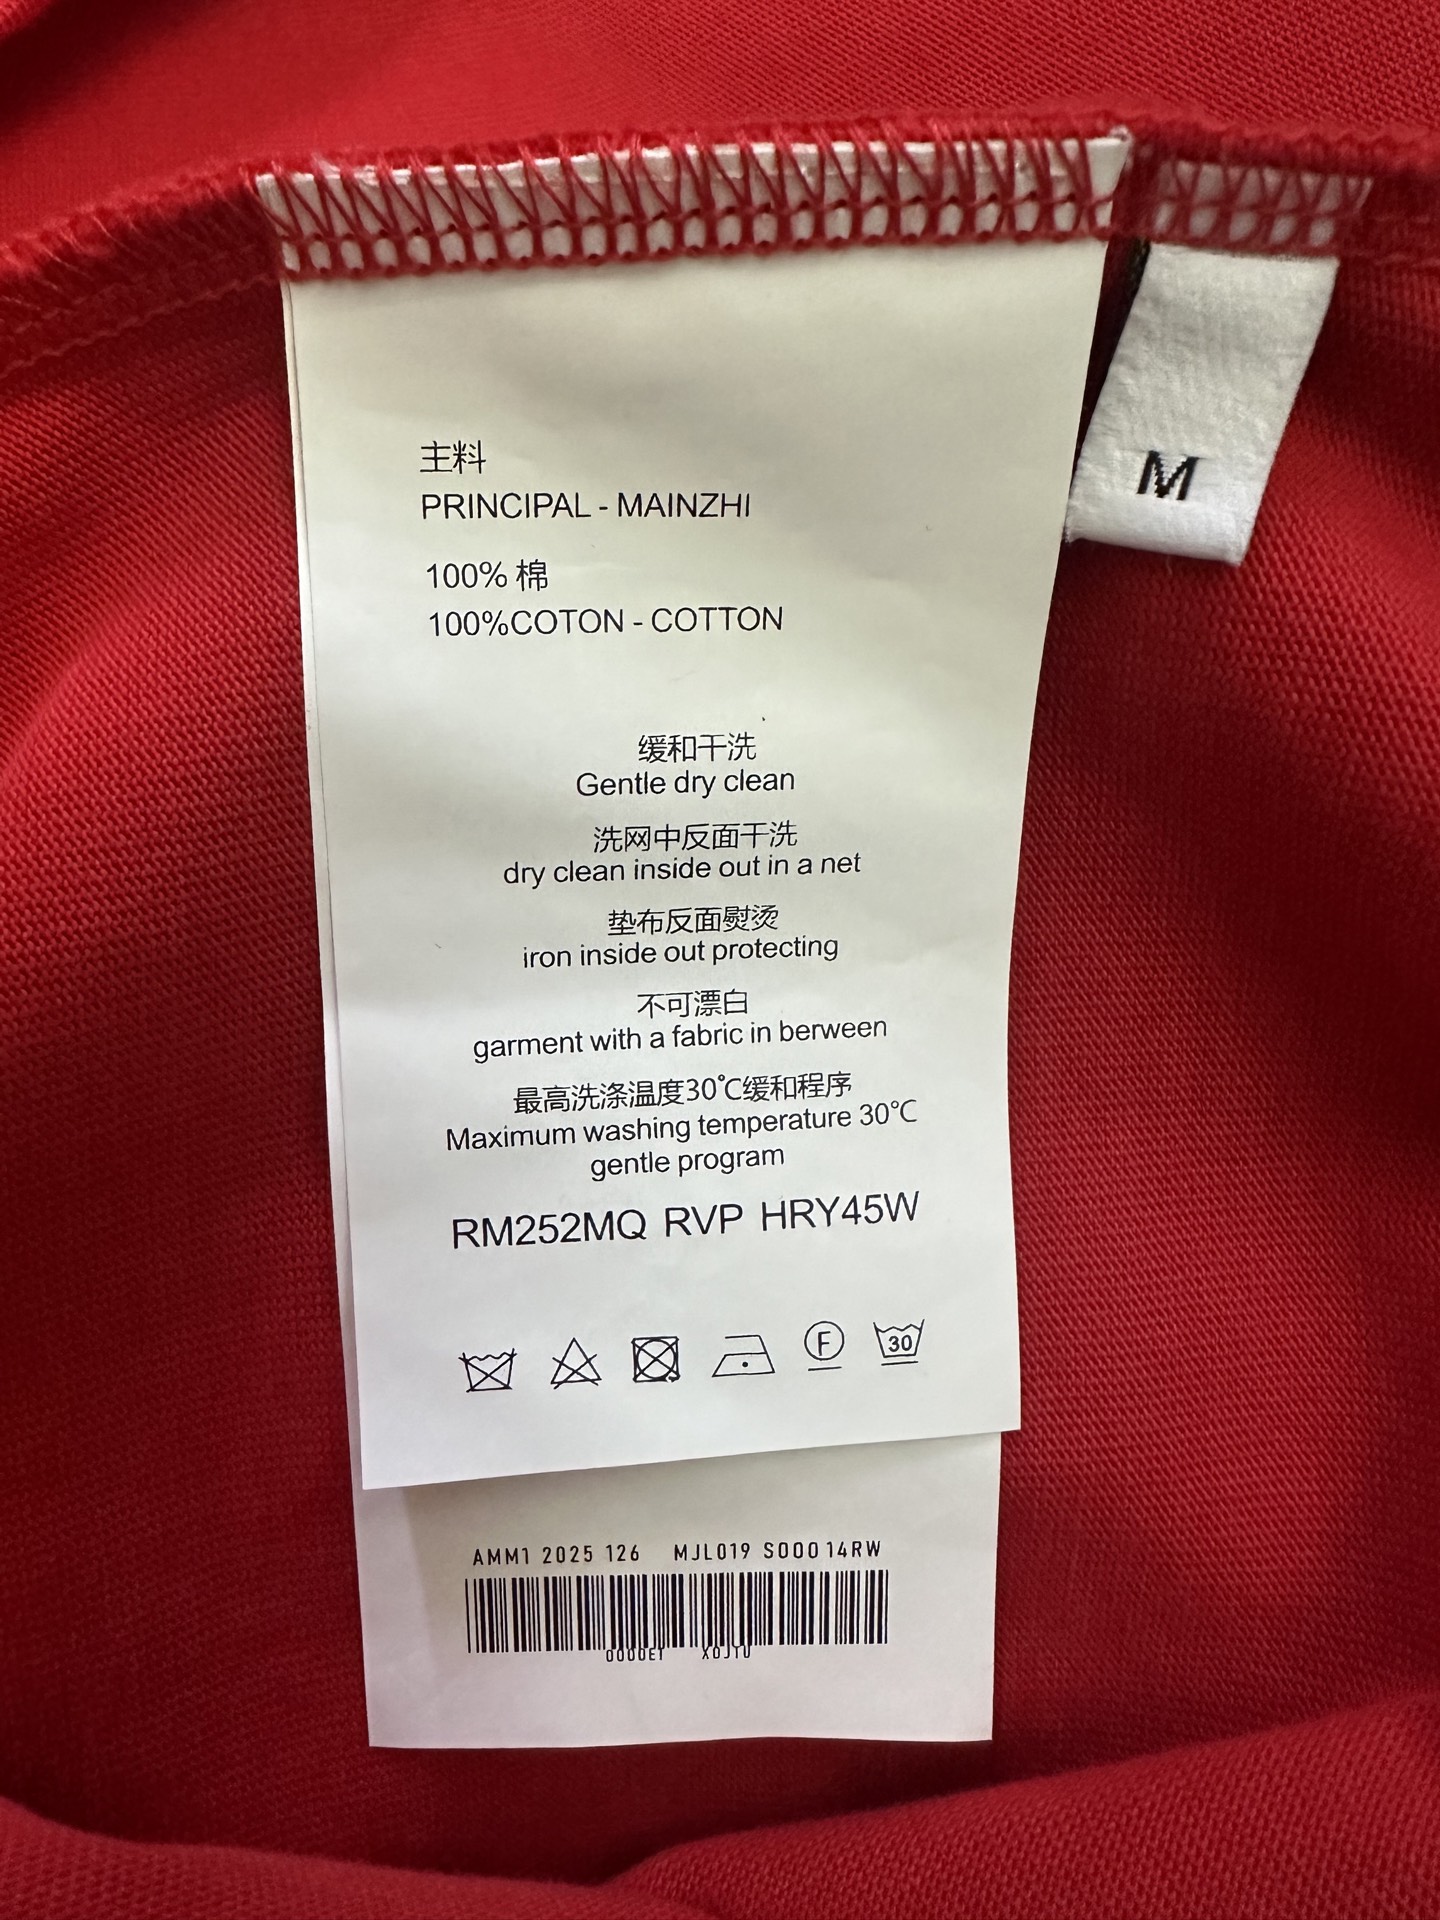 主料
PRINCIPAL - MAINZHI
100% 棉
100%COTON - COTTON
缓和干洗
Gentle dry clean
洗网中反面干洗
dry clean inside out in a net
垫布反面熨烫
iron inside out protecting
不可漂白
garment with a fabric in berween
最高洗涤温度30℃缓和程序
Maximum washing temperature 30℃
gentle program
RM252MQ RVP HRY45W
F 30
M
AMM1 2025 126 MJL019 S00014RW